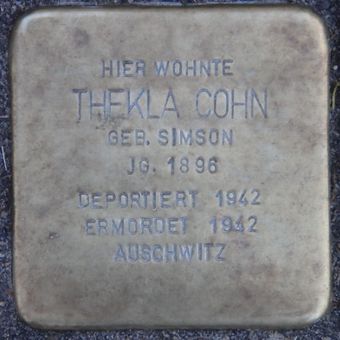 HIER WOHNTE
THEKLA COHN
GEB. SIMSON
JG. 1896
DEPORTIERT 1942
ERMORDET 1942
AUSCHWITZ